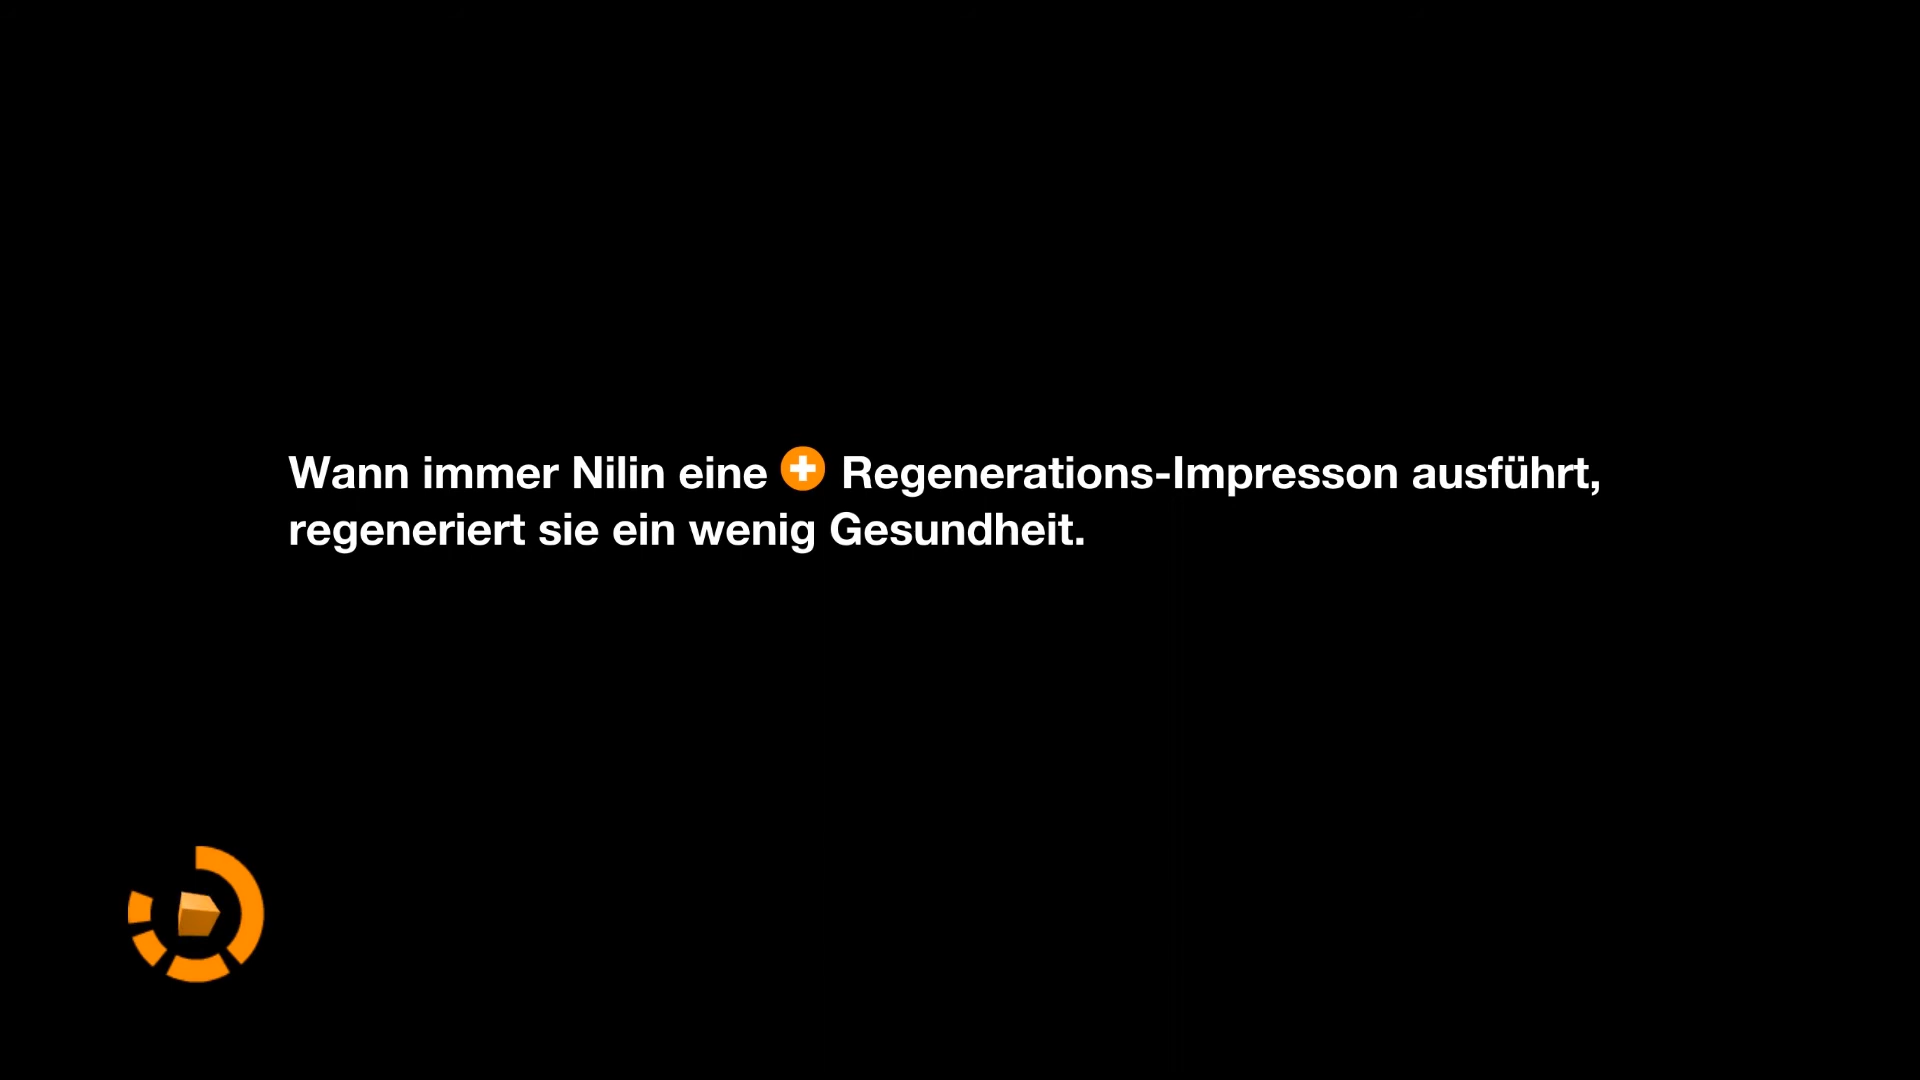 Wann immer Nilin eine Regenerations-Impresson ausführt,
regeneriert sie ein wenig Gesundheit.